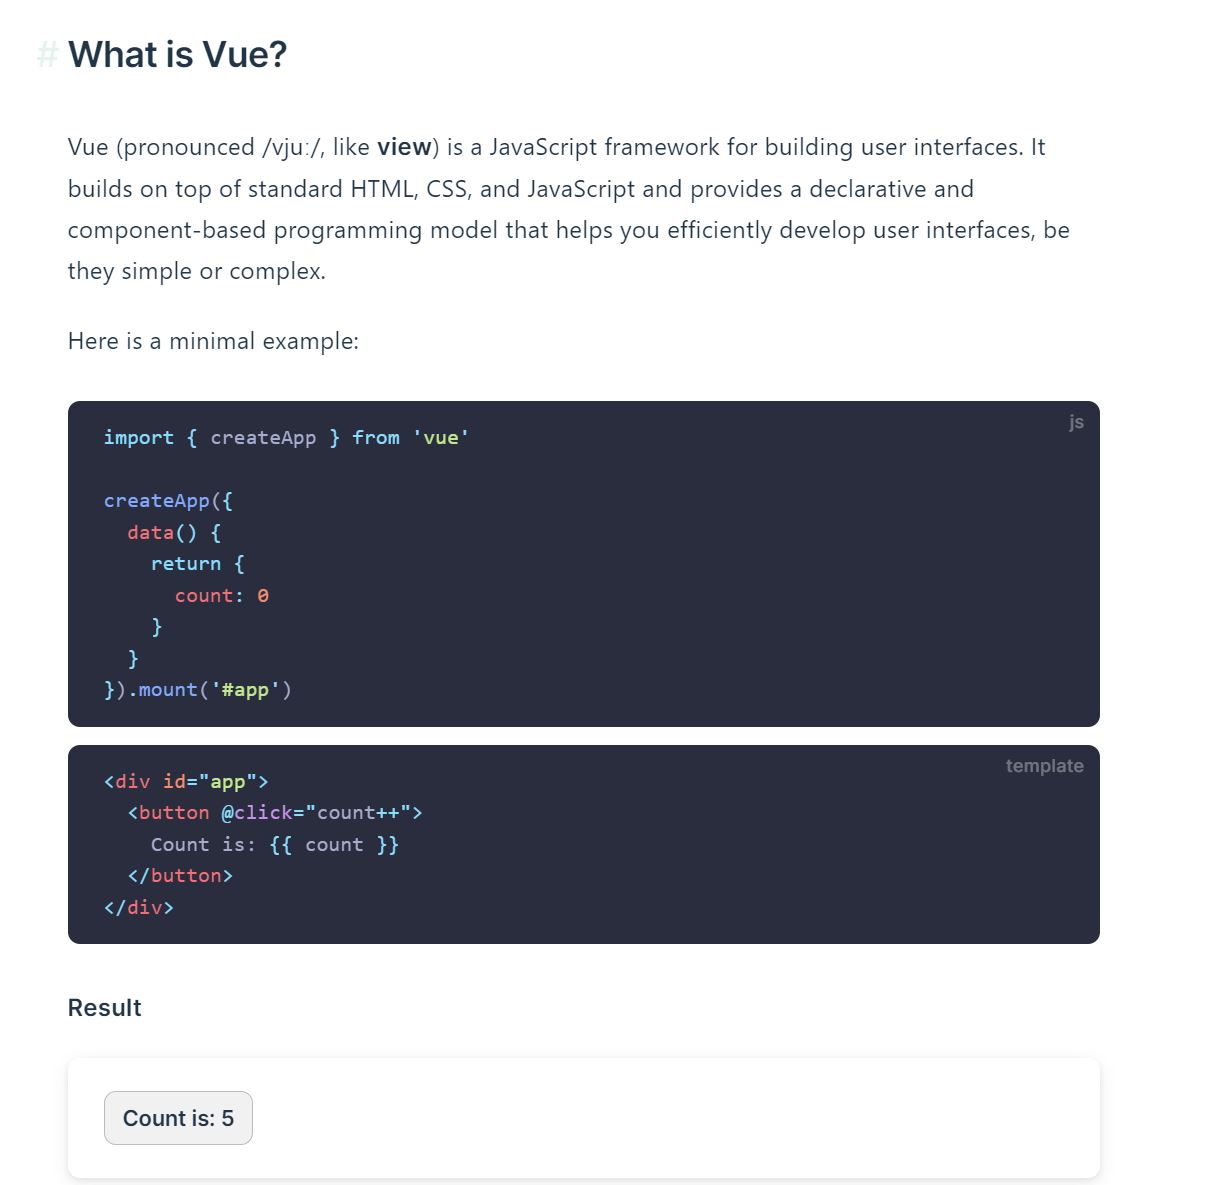 # What is Vue?
Vue (pronounced /vjuː/, like view) is a JavaScript framework for building user interfaces. It
builds on top of standard HTML, CSS, and JavaScript and provides a declarative and
component-based programming model that helps you efficiently develop user interfaces, be
they simple or complex.
Here is a minimal example:
js
import { createApp } from 'vue'

createApp({
  data() {
    return {
      count: 0
    }
  }
}).mount('#app')
template
<div id="app">
  <button @click="count++">
    Count is: {{ count }}
  </button>
</div>
Result
Count is: 5